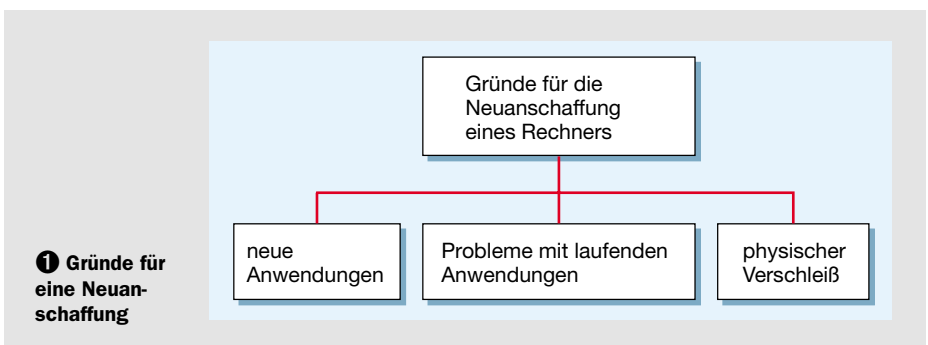 Gründe für die
Neuanschaffung
eines Rechners
neue
Anwendungen
Probleme mit laufenden
Anwendungen
physischer
Verschleiß
❶ Gründe für
eine Neuan-
schaffung